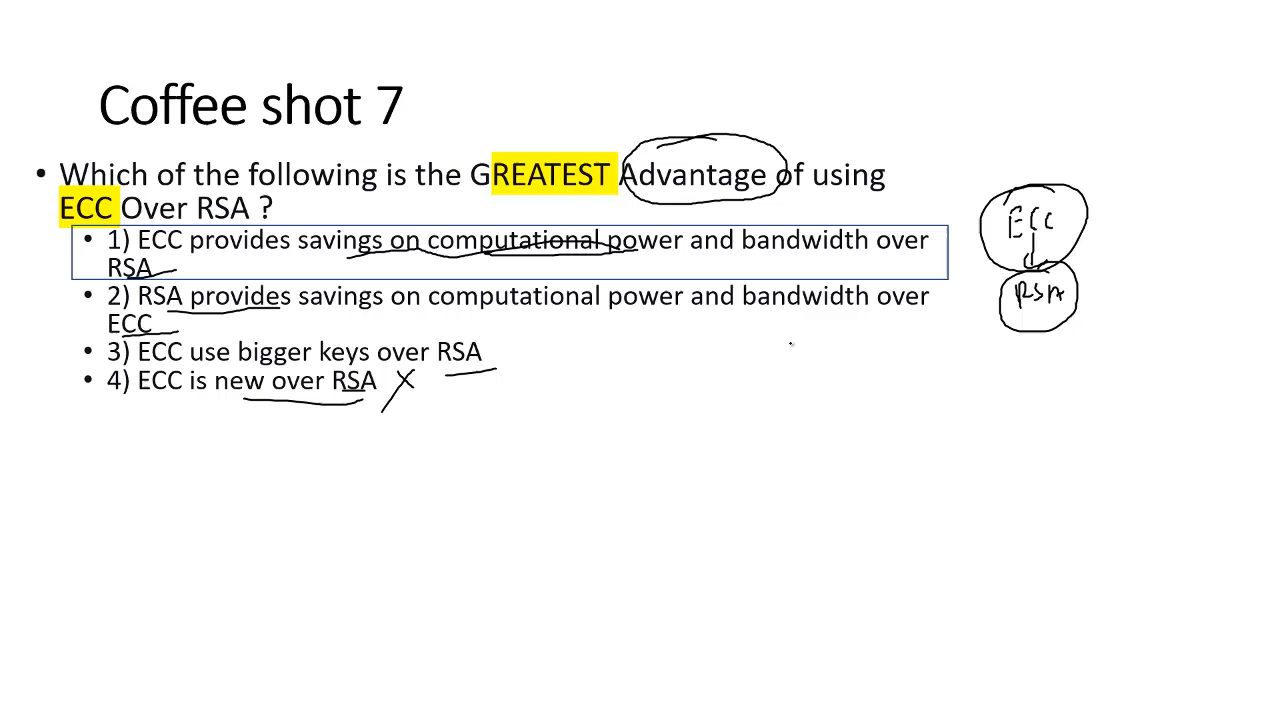 Coffee shot 7
• Which of the following is the GREATEST Advantage of using
ECC Over RSA ?
• 1) ECC provides savings on computational power and bandwidth over
RSA
• 2) RSA provides savings on computational power and bandwidth over
ECC
• 3) ECC use bigger keys over RSA
• 4) ECC is new over RSA X
ECC
RSA